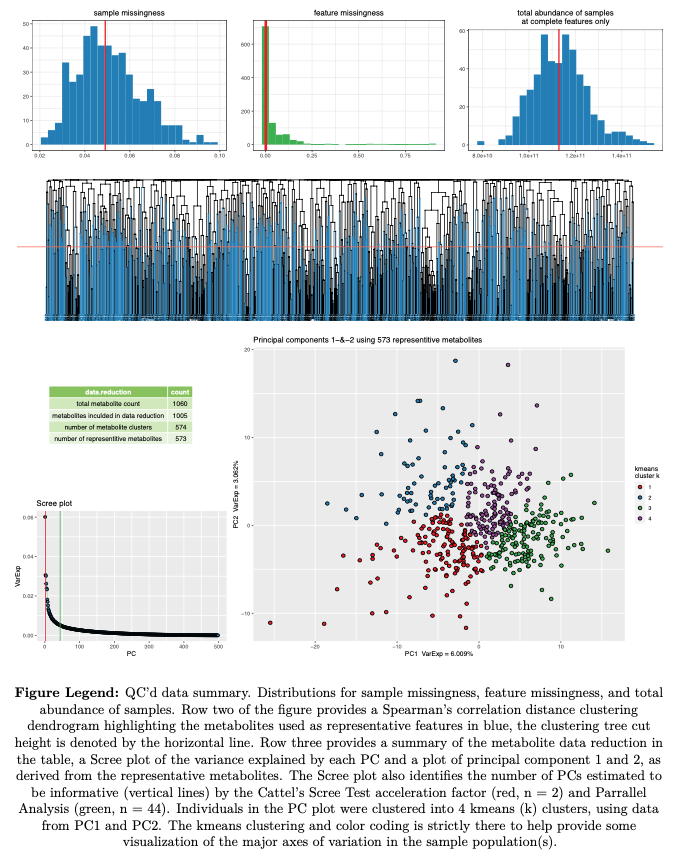 sample missingness
feature missingness
total abundance of samples
at complete features only
50
40
30
20
10
0
0.02
0.04
0.06
0.08
0.10
600
400
200
0
0.00
0.25
0.50
0.75
60
40
20
0
8.0e+10
1.0e+11
1.2e+11
1.4e+11
data.reduction count
total metabolite count 1060
metabolites inculded in data reduction 1005
number of metabolite clusters 574
number of representitive metabolites 573
Scree plot
VarExp
0.06
0.04
0.02
0.00
0
100
200
300
400
500
PC
Principal components 1−&−2 using 573 representitive metabolites
PC2 VarExp = 3.062%
20
10
0
−10
−20
−10
0
10
PC1 VarExp = 6.009%
kmeans
cluster k
1
2
3
4
Figure Legend: QC'd data summary. Distributions for sample missingness, feature missingness, and total
abundance of samples. Row two of the figure provides a Spearman's correlation distance clustering
dendrogram highlighting the metabolites used as representative features in blue, the clustering tree cut
height is denoted by the horizontal line. Row three provides a summary of the metabolite data reduction in
the table, a Scree plot of the variance explained by each PC and a plot of principal component 1 and 2, as
derived from the representative metabolites. The Scree plot also identifies the number of PCs estimated to
be informative (vertical lines) by the Cattel's Scree Test acceleration factor (red, n = 2) and Parrallel
Analysis (green, n = 44). Individuals in the PC plot were clustered into 4 kmeans (k) clusters, using data
from PC1 and PC2. The kmeans clustering and color coding is strictly there to help provide some
visualization of the major axes of variation in the sample population(s).